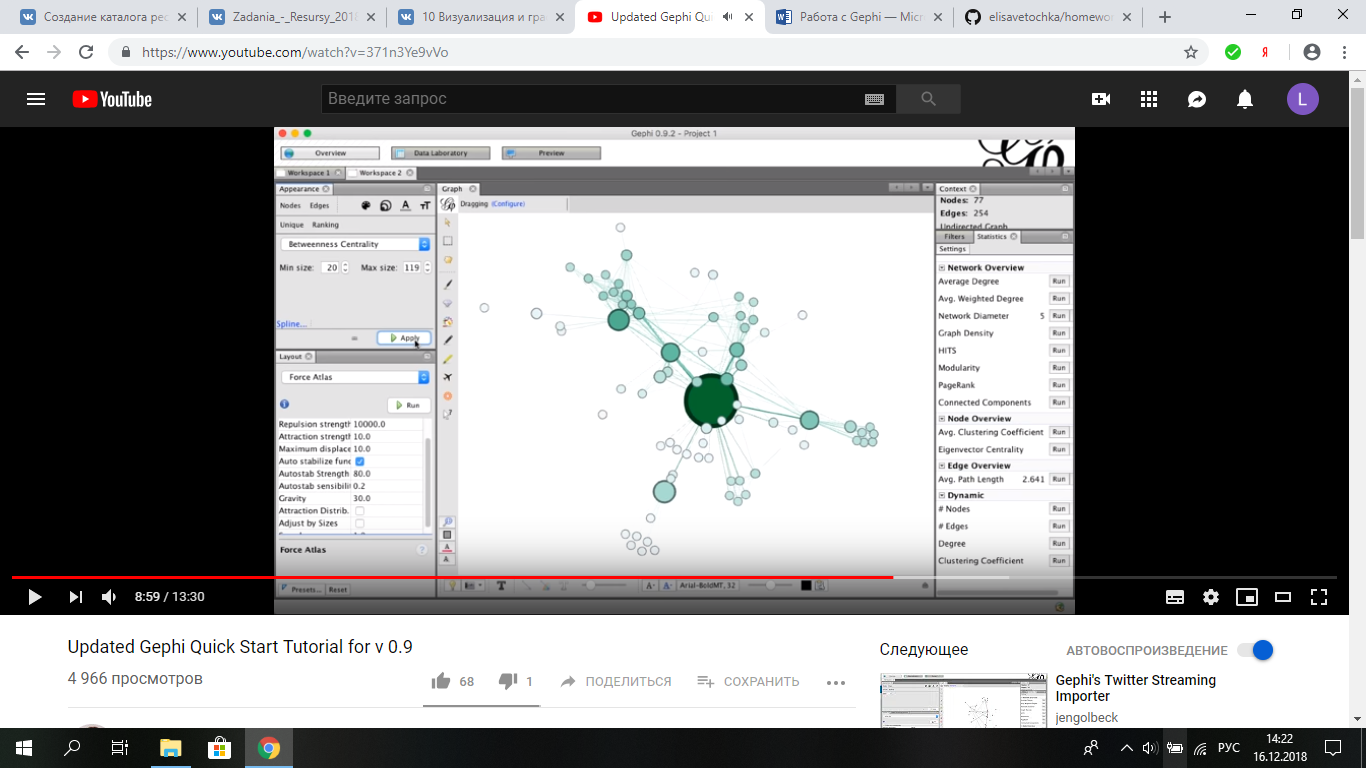 Создание каталога рес
Zadania_-_Resursy_2018
10 Визуализация и гра
Updated Gephi Qui
Работа с Gephi — Micr
elisavetochka/homewor
https://www.youtube.com/watch?v=371n3Ye9vVo
Я
YouTube
Введите запрос
L
Gephi 0.9.2 - Project 1
Overview
Data Laboratory
Preview
Workspace 1
Workspace 2
Appearance
Nodes Edges
Unique Ranking
Betweenness Centrality
Min size: 20 Max size: 119
Spline...
Apply
Layout
Force Atlas
Run
Repulsion strengt 10000.0
Attraction strengt 10.0
Maximum displace 10.0
Auto stabilize func
Autostab Strength 80.0
Autostab sensibili 0.2
Gravity 30.0
Attraction Distrib.
Adjust by Sizes
Force Atlas
Presets... Reset
Graph
Dragging (Configure)
Arial-BoldMT, 32
Context
Nodes: 77
Edges: 254
Undirected Graph
Filters Statistics
Settings
Network Overview
Average Degree Run
Avg. Weighted Degree Run
Network Diameter 5 Run
Graph Density Run
HITS Run
Modularity Run
PageRank Run
Connected Components Run
Node Overview
Avg. Clustering Coefficient Run
Eigenvector Centrality Run
Edge Overview
Avg. Path Length 2.641 Run
Dynamic
# Nodes Run
# Edges Run
Degree Run
Clustering Coefficient Run
8:59 / 13:30
Updated Gephi Quick Start Tutorial for v 0.9
4 966 просмотров
68
1
ПОДЕЛИТЬСЯ
СОХРАНИТЬ
Следующее
АВТОВОСПРОИЗВЕДЕНИЕ
Gephi's Twitter Streaming
Importer
jengolbeck
РУС
14:22
16.12.2018